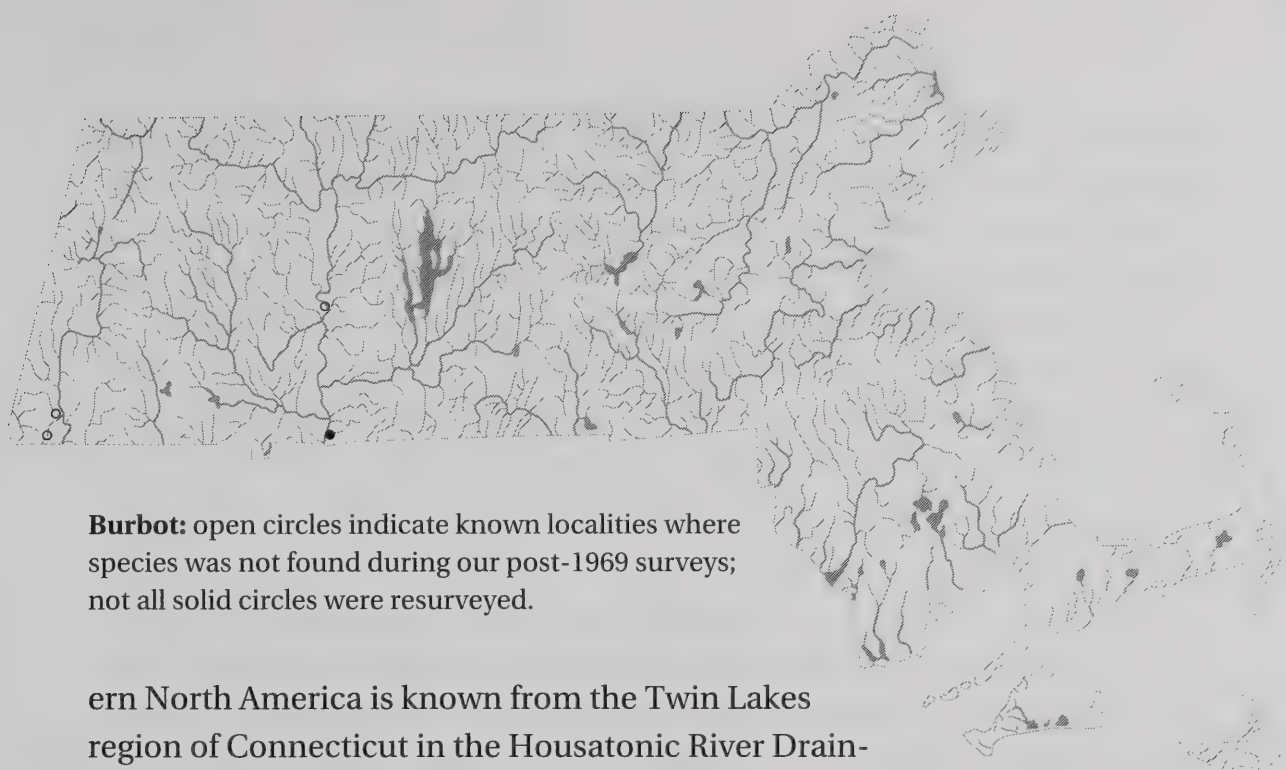 Burbot: open circles indicate known localities where
species was not found during our post-1969 surveys;
not all solid circles were resurveyed.
ern North America is known from the Twin Lakes
region of Connecticut in the Housatonic River Drain-